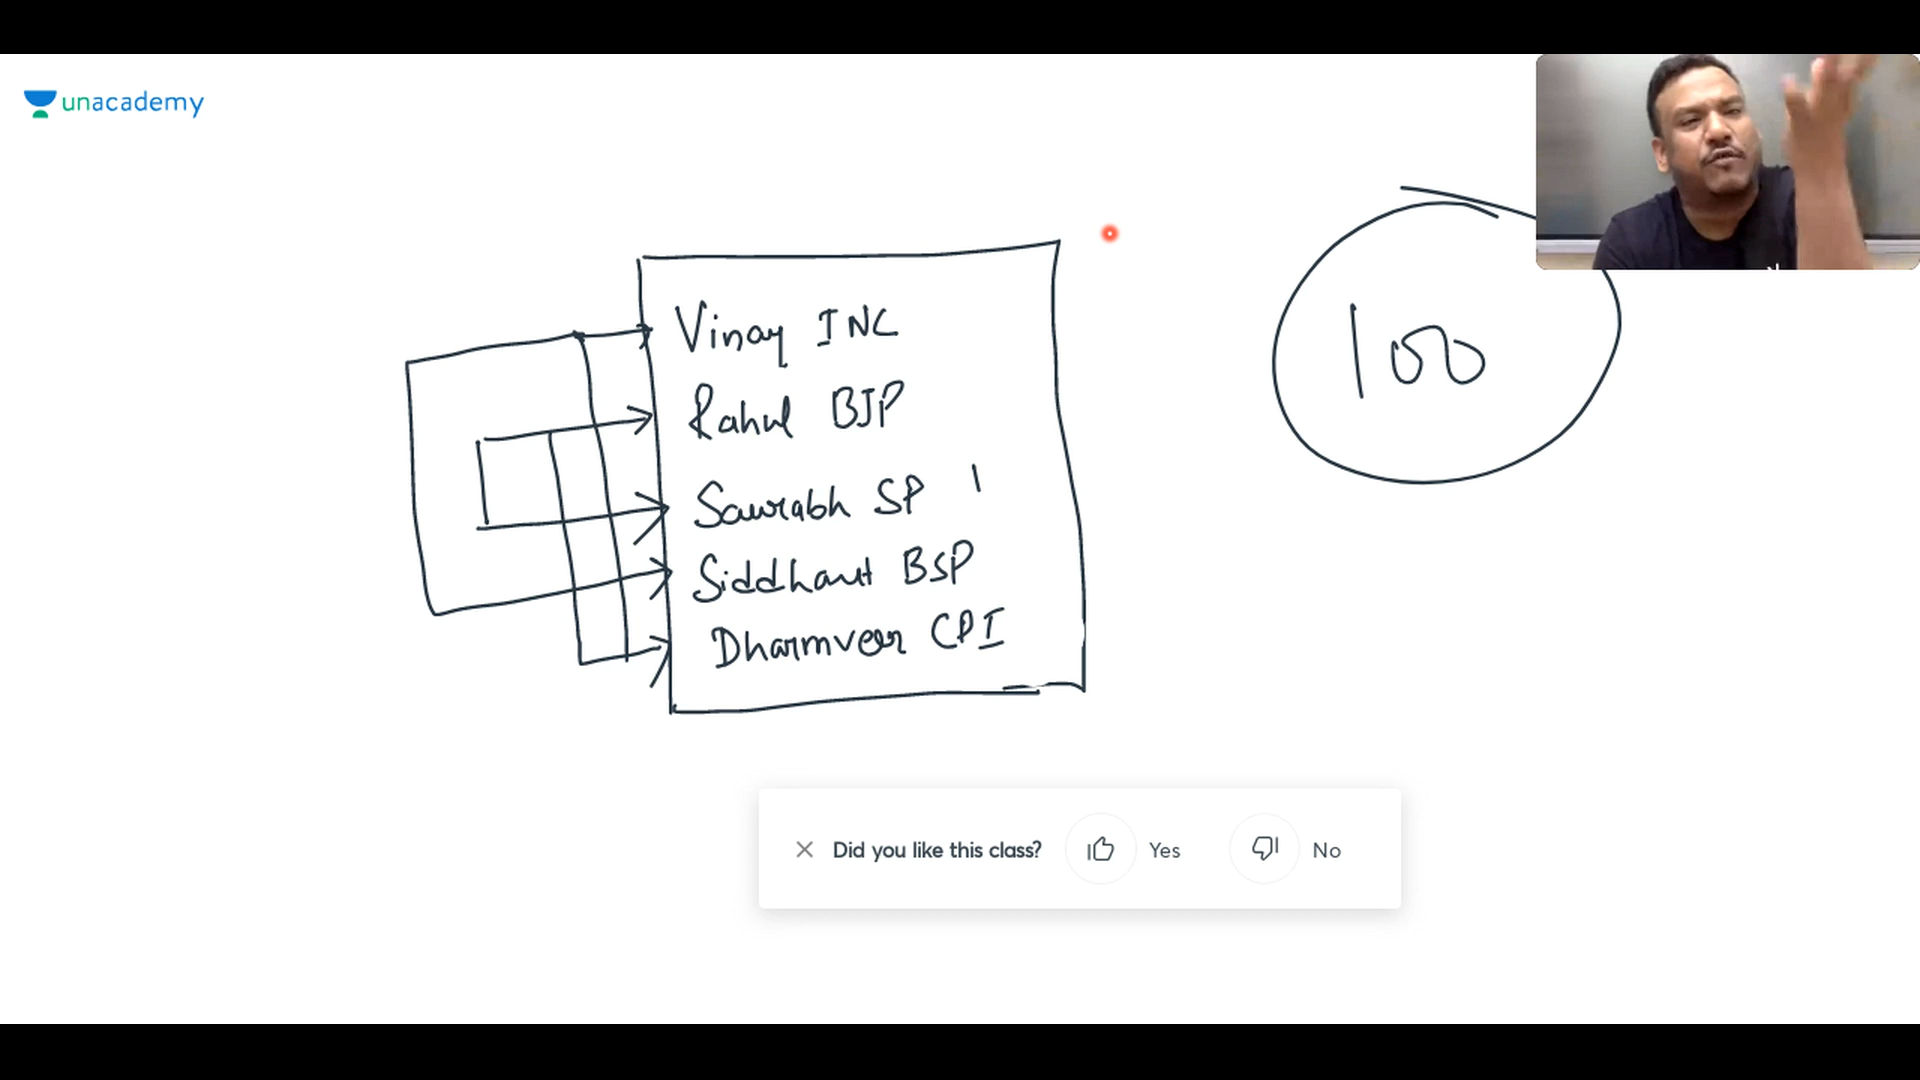 unacademy
Vinay INC
Rahul BJP
Saurabh SP
Siddhant BSP
Dharmveer CPI
100
Did you like this class?
Yes
No